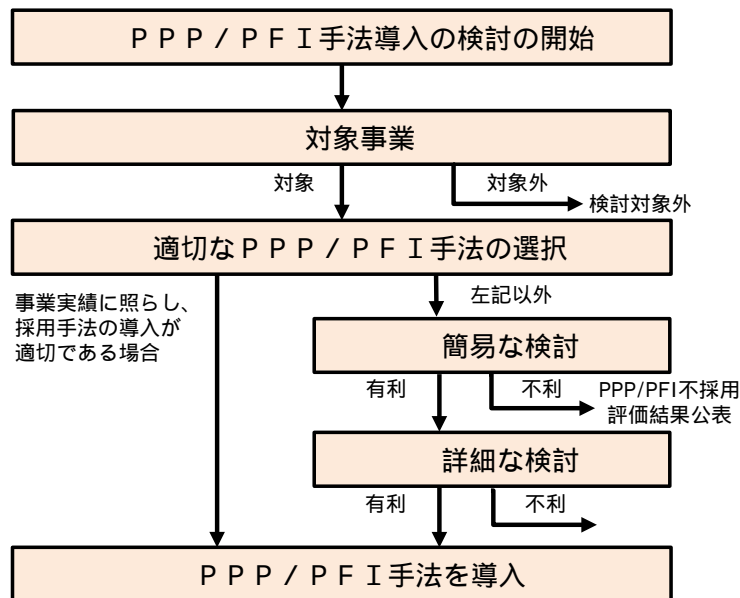 ＰＰＰ/ＰＦＩ手法導入の検討の開始
対象事業
対象
対象外
検討対象外
適切なＰＰＰ/ＰＦＩ手法の選択
事業実績に照らし、
採用手法の導入が
適切である場合
左記以外
簡易な検討
有利
不利
PPP/PFI不採用
評価結果公表
詳細な検討
有利
不利
ＰＰＰ/ＰＦＩ手法を導入